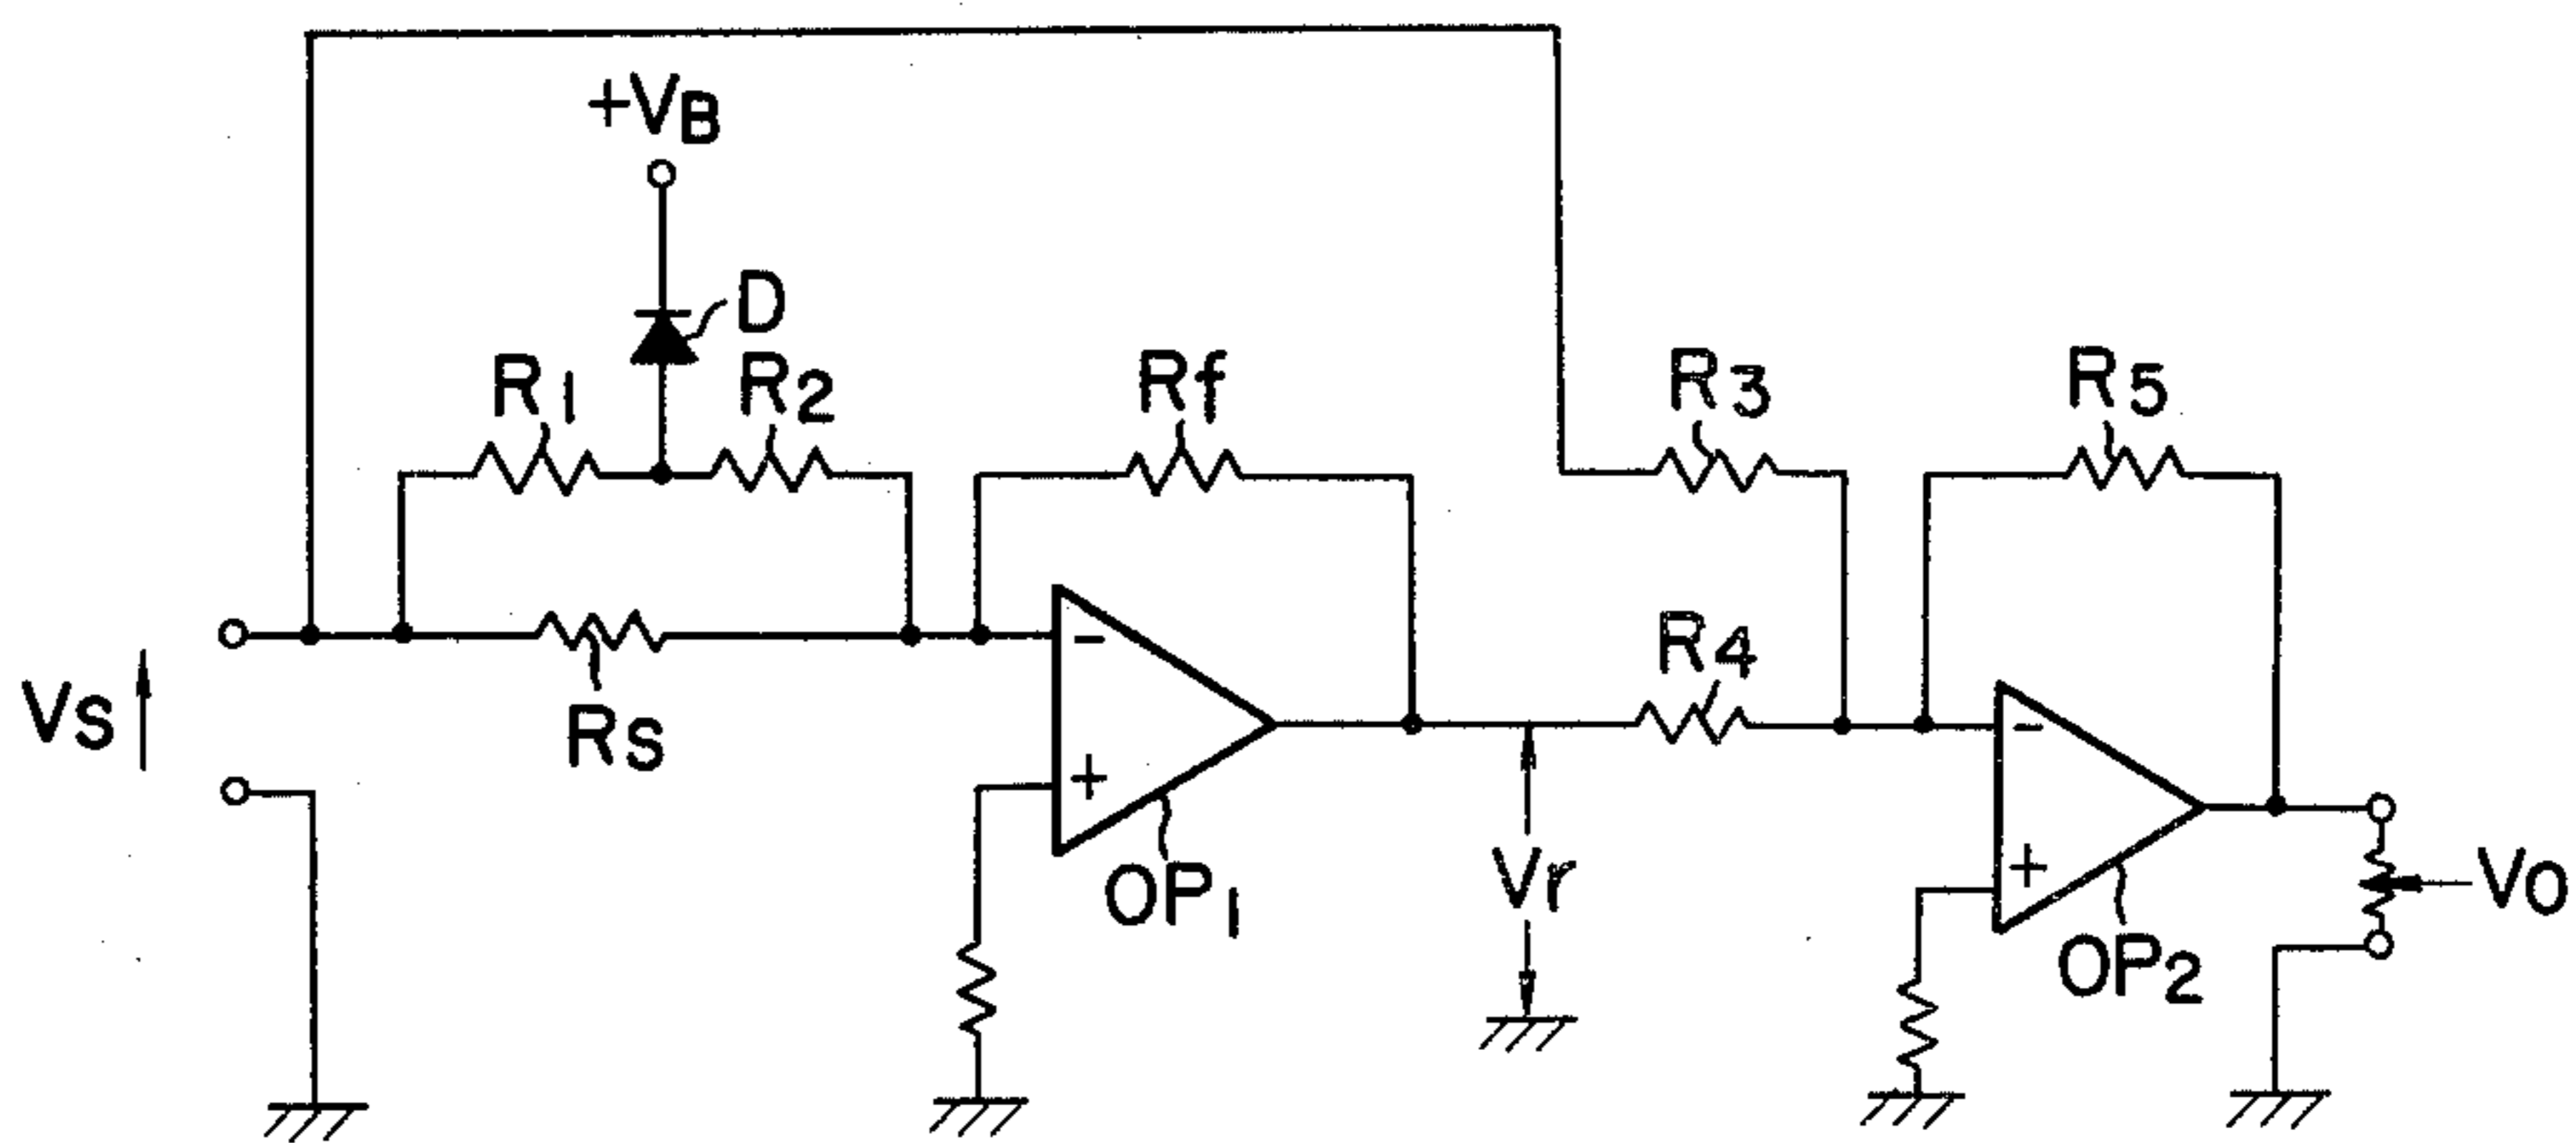 +VB
D
R1
R2
Rf
R3
R5
VS
RS
-
+
OP1
R4
Vr
-
+
OP2
VO